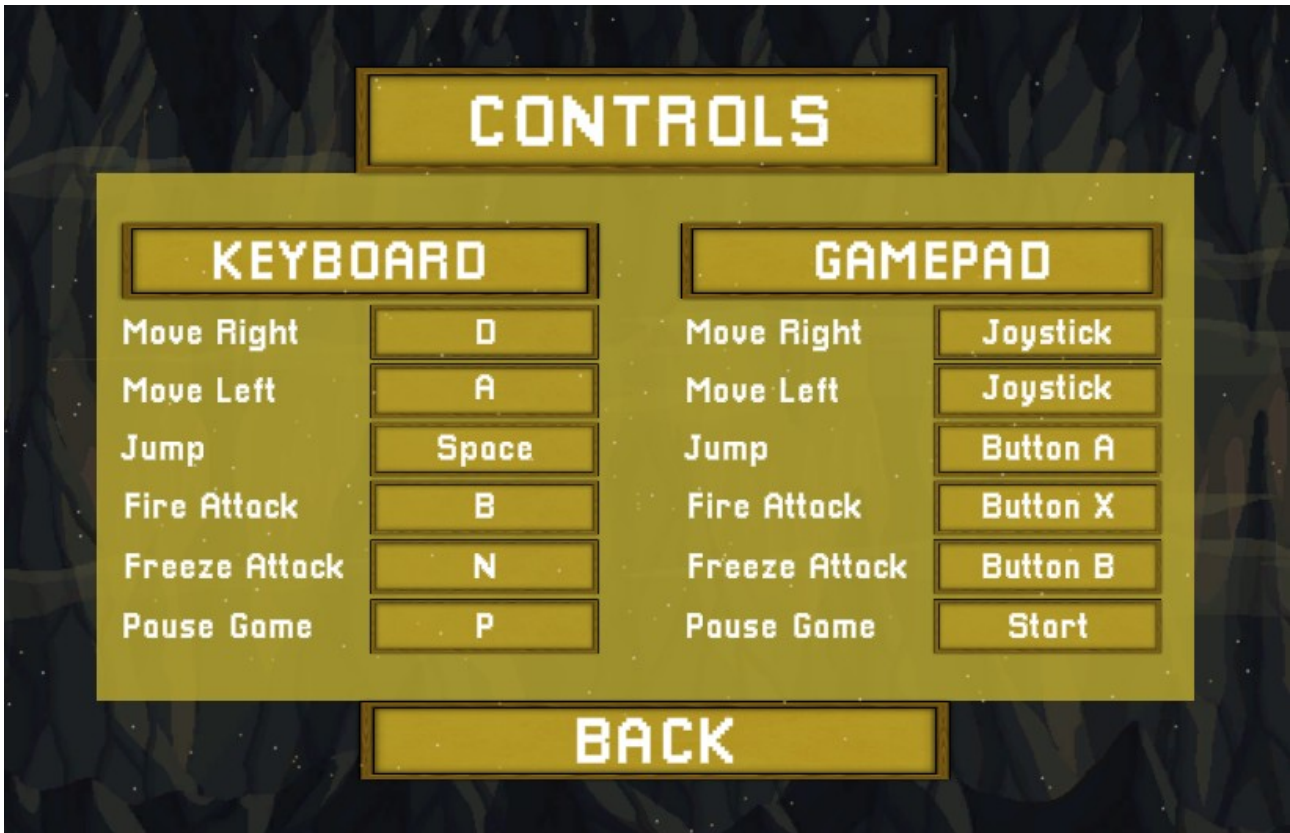 CONTROLS
KEYBOARD
Move Right D
Move Left A
Jump Space
Fire Attack B
Freeze Attack N
Pause Game P
GAMEPAD
Move Right Joystick
Move Left Joystick
Jump Button A
Fire Attack Button X
Freeze Attack Button B
Pause Game Start
BACK